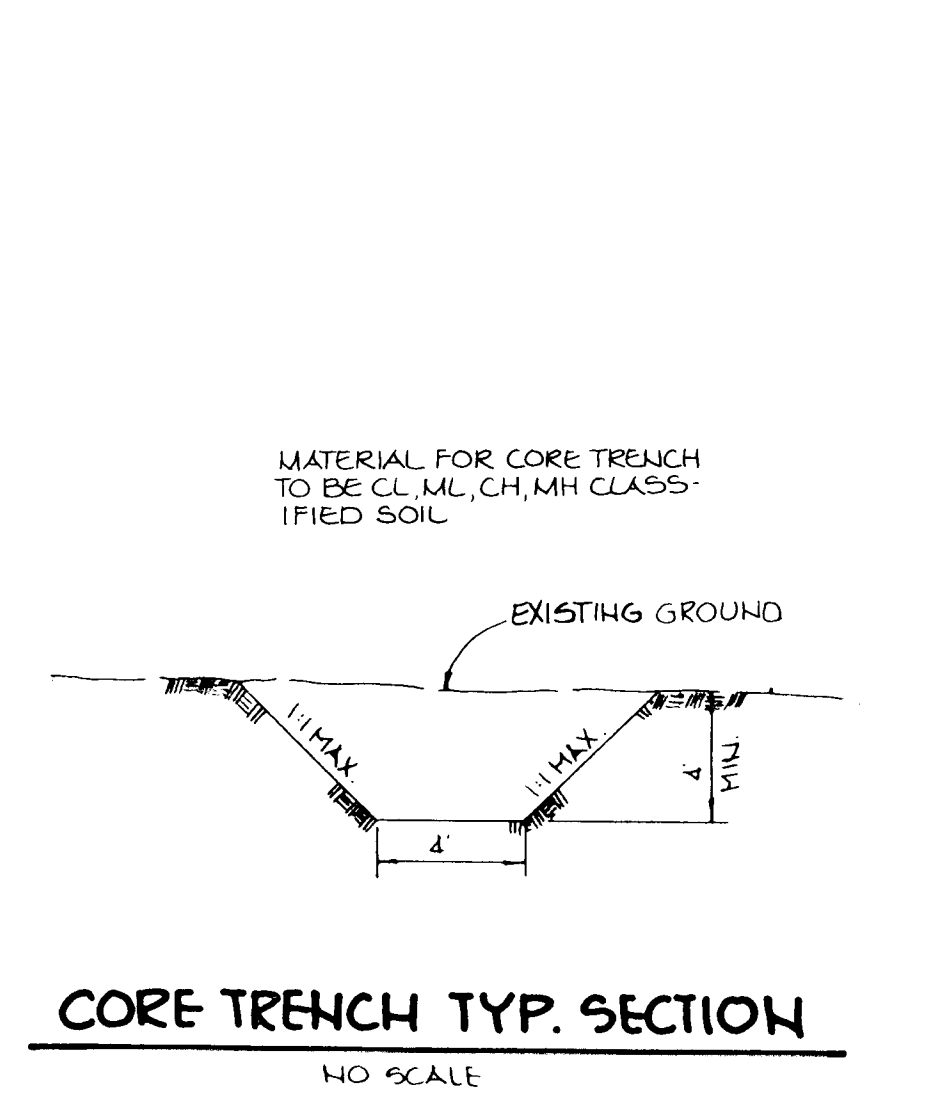 MATERIAL FOR CORE TRENCH
TO BE CL, ML, CH, MH CLASS-
IFIED SOIL
EXISTING GROUND
1:1 MAX.
1:1 MAX.
4'
MIN.
4'
CORE TRENCH TYP. SECTION
NO SCALE